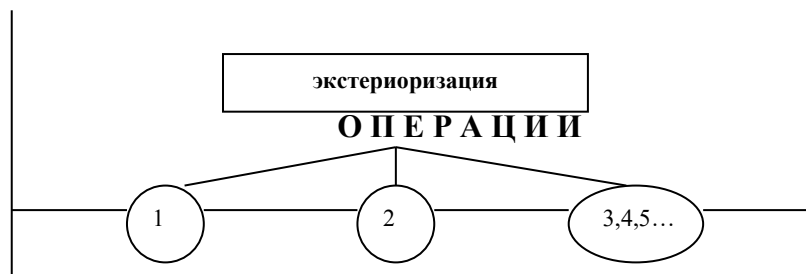 экстериоризация
О П Е Р А Ц И И
1 2 3,4,5…